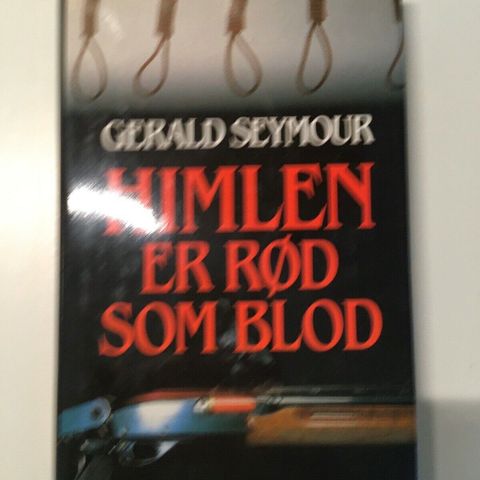 GERALD SEYMOUR
HIMLEN
ER RØD
SOM BLOD